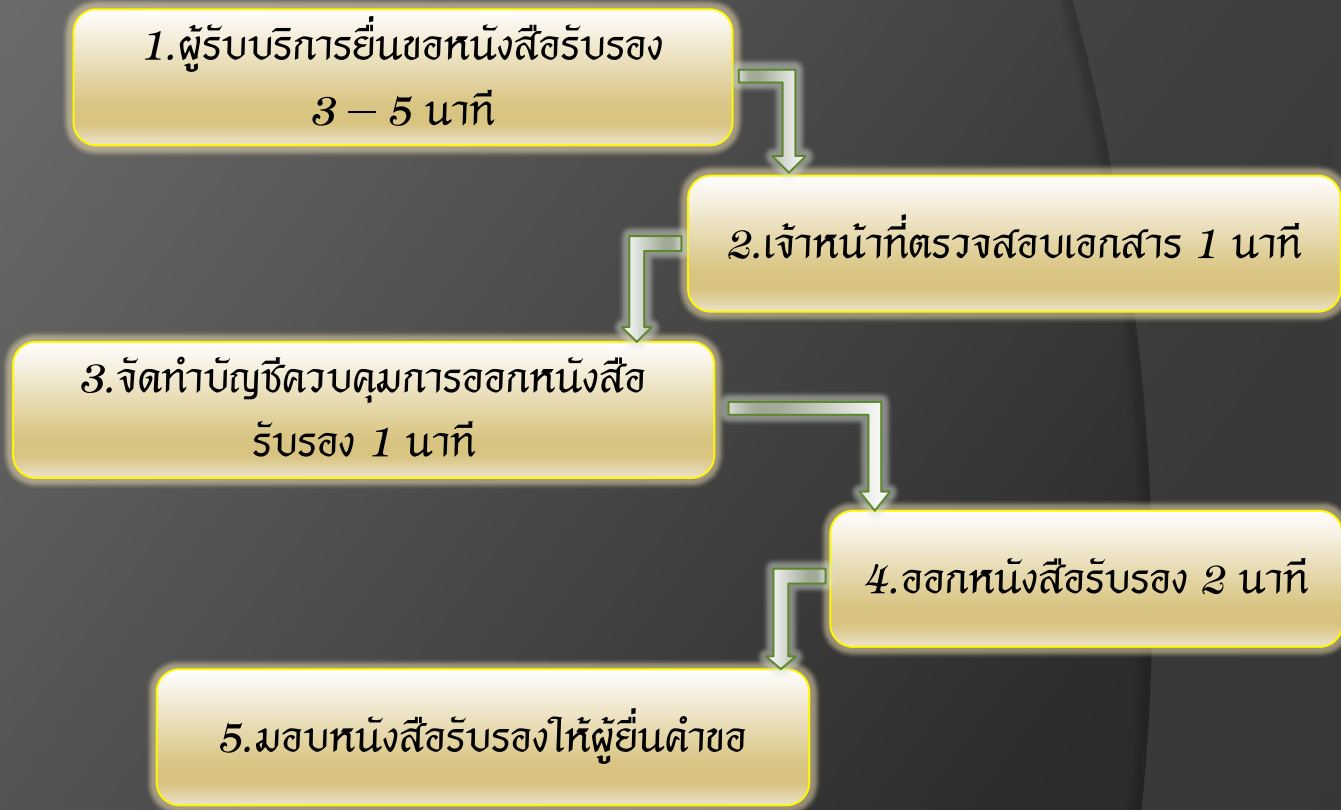 1.ผู้รับบริการยื่นขอหนังสือรับรอง
3 – 5 นาที
2.เจ้าหน้าที่ตรวจสอบเอกสาร 1 นาที
3.จัดทำบัญชีควบคุมการออกหนังสือ
รับรอง 1 นาที
4.ออกหนังสือรับรอง 2 นาที
5.มอบหนังสือรับรองให้ผู้ยื่นคำขอ